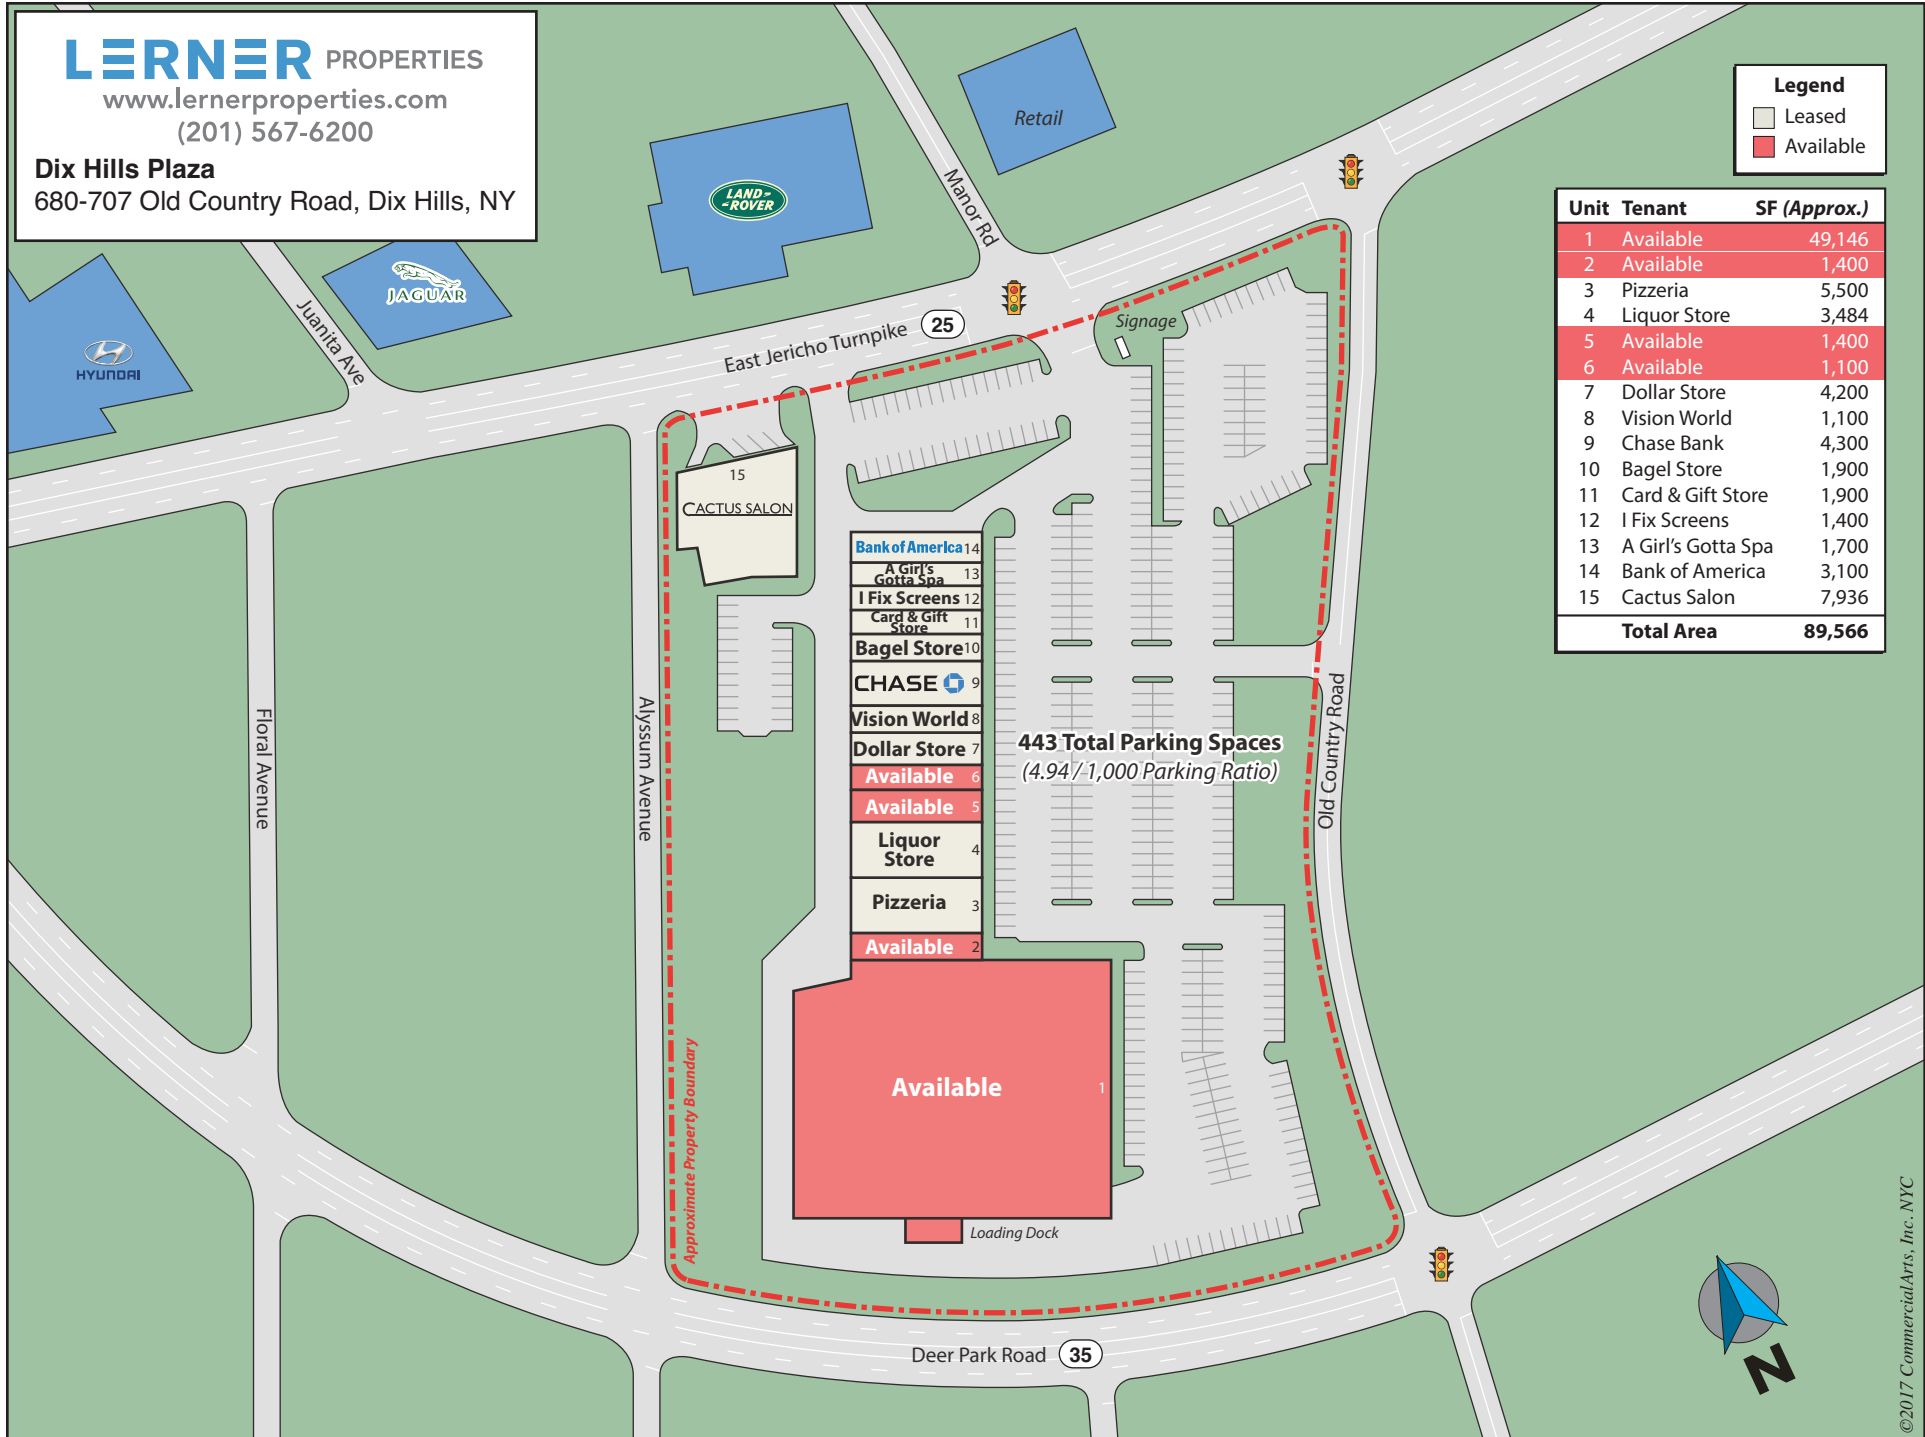 LERNER PROPERTIES
www.lernerproperties.com
(201) 567-6200
Dix Hills Plaza
680-707 Old Country Road, Dix Hills, NY
Legend
Leased
Available
Unit Tenant SF (Approx.)
1 Available 49,146
2 Available 1,400
3 Pizzeria 5,500
4 Liquor Store 3,484
5 Available 1,400
6 Available 1,100
7 Dollar Store 4,200
8 Vision World 1,100
9 Chase Bank 4,300
10 Bagel Store 1,900
11 Card & Gift Store 1,900
12 I Fix Screens 1,400
13 A Girl's Gotta Spa 1,700
14 Bank of America 3,100
15 Cactus Salon 7,936
Total Area 89,566
Retail
LAND-
-ROVER
Manor Rd
JAGUAR
HYUNDAI
Juanita Ave
East Jericho Turnpike 25
Signage
15
CACTUS SALON
Bank of America 14
A Girl's
Gotta Spa 13
I Fix Screens 12
Card & Gift
Store 11
Bagel Store 10
CHASE 9
Vision World 8
Dollar Store 7
Available 6
Available 5
Liquor
Store 4
Pizzeria 3
Available 2
Available 1
Loading Dock
443 Total Parking Spaces
(4.94 / 1,000 Parking Ratio)
Floral Avenue
Alyssum Avenue
Old Country Road
Approximate Property Boundary
Deer Park Road 35
N
©2017 CommercialArts, Inc. NYC